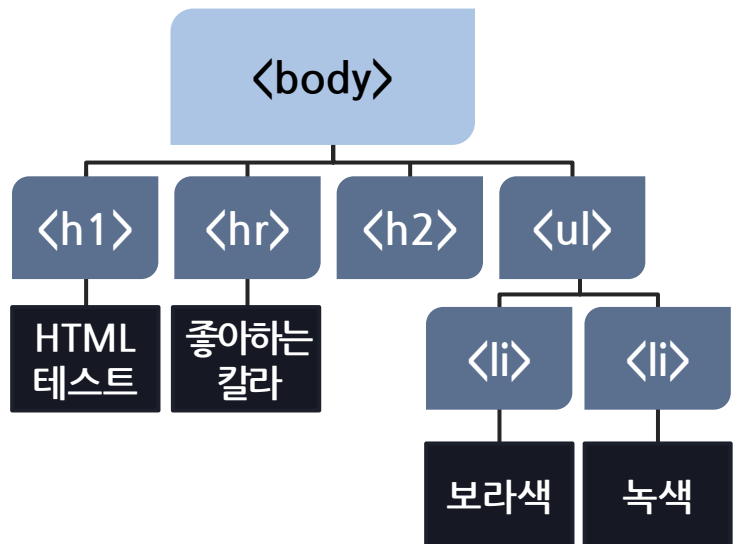 <body>
<h1>
<hr>
<h2>
<ul>
HTML
테스트
좋아하는
칼라
<li>
<li>
보라색
녹색